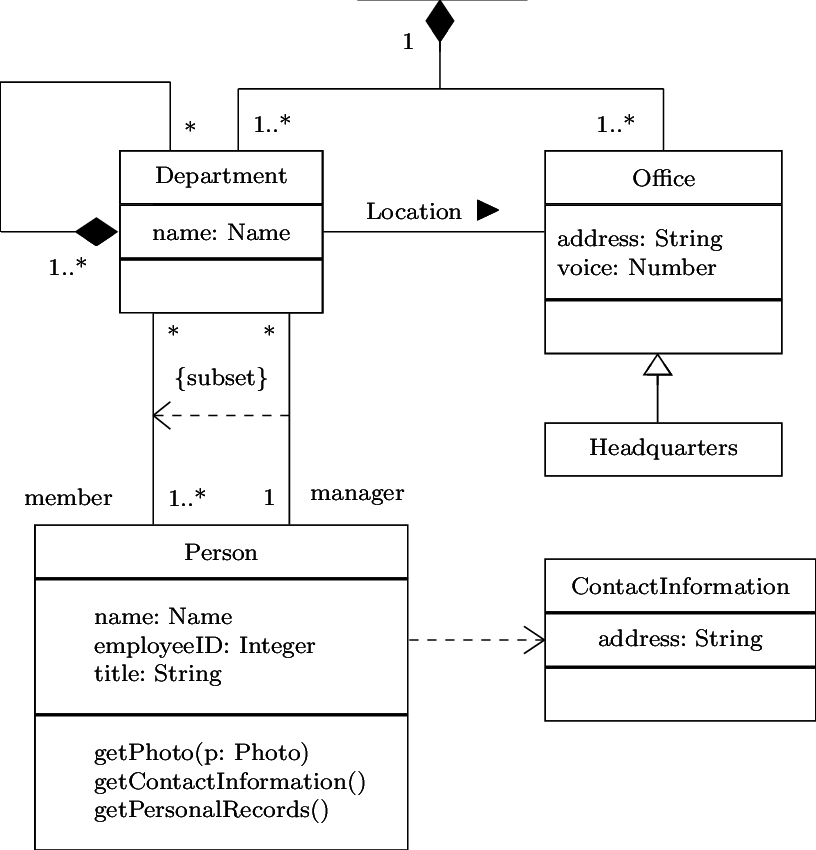 1
*
1..*
1..*
Department
Office
name: Name
Location
address: String
voice: Number
1..*
*
*
{subset}
Headquarters
member
1..*
1
manager
Person
ContactInformation
name: Name
employeeID: Integer
title: String
address: String
getPhoto(p: Photo)
getContactInformation()
getPersonalRecords()